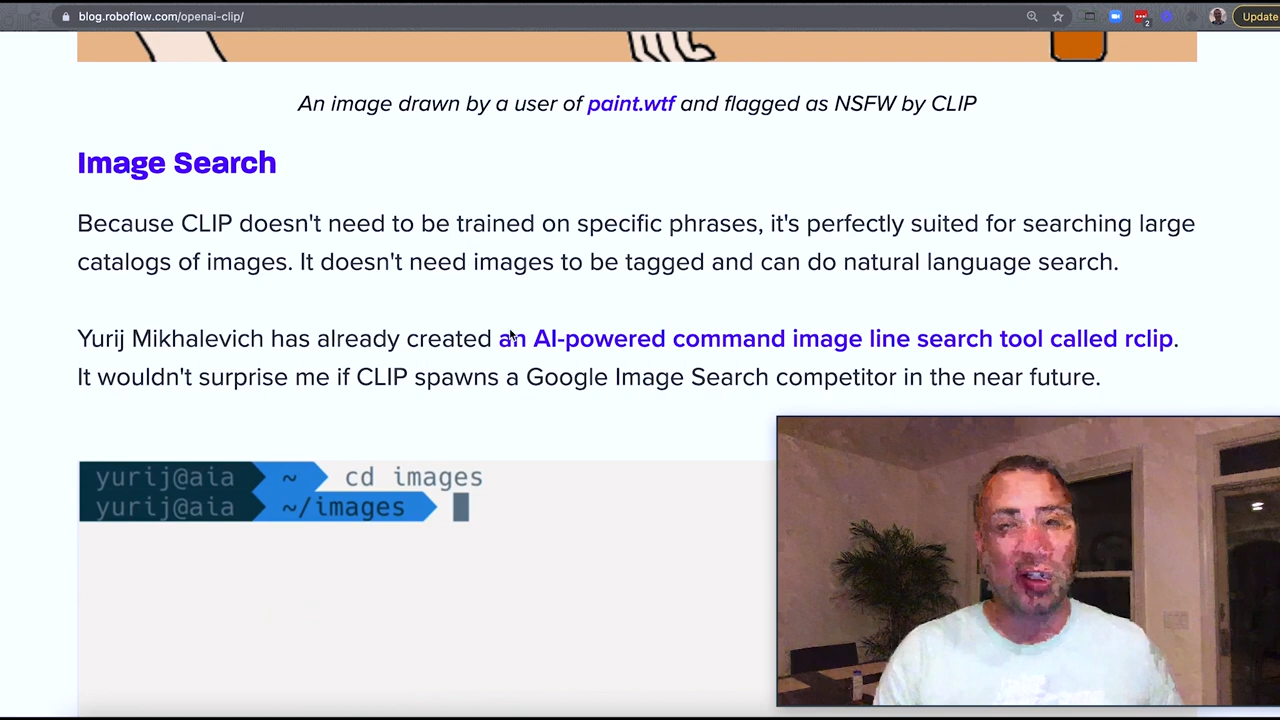 blog.roboflow.com/openai-clip/
2
Update
An image drawn by a user of paint.wtf and flagged as NSFW by CLIP
Image Search
Because CLIP doesn't need to be trained on specific phrases, it's perfectly suited for searching large
catalogs of images. It doesn't need images to be tagged and can do natural language search.
Yurij Mikhalevich has already created an AI-powered command image line search tool called rclip.
It wouldn't surprise me if CLIP spawns a Google Image Search competitor in the near future.
yurij@aia ~ cd images
yurij@aia ~/images